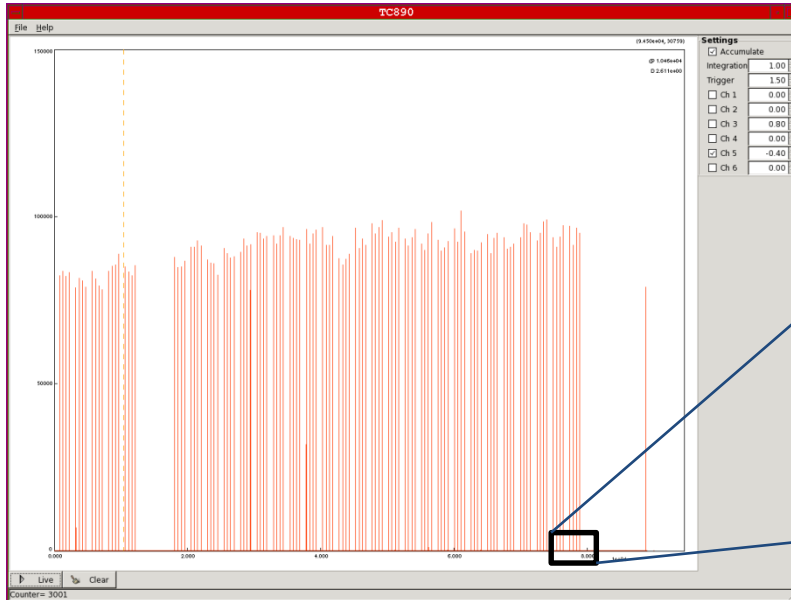 TC890
File Help
(9.450e+04, 30759)
@ 1.046e+04
D 2.611e+00
150000
100000
50000
0
0.000 2.000 4.000 6.000
Settings
Accumulate
Integration 1.00
Trigger 1.50
Ch 1 0.00
Ch 2 0.00
Ch 3 0.80
Ch 4 0.00
Ch 5 -0.40
Ch 6 0.00
Live Clear
Counter= 3001